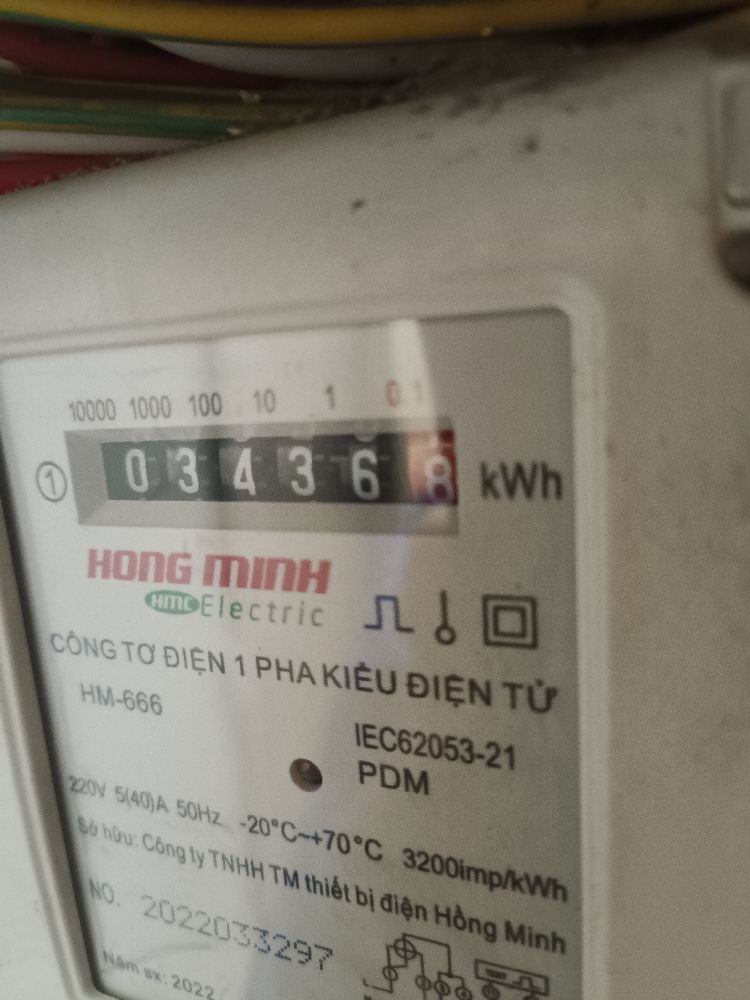 10000 1000 100 10 1 0.1
1 0 3 4 3 6 8 kWh
HONG MINH
HMC Electric
CÔNG TƠ ĐIỆN 1 PHA KIỂU ĐIỆN TỬ
HM-666
IEC62053-21
PDM
220V 5(40)A 50Hz -20°C~+70°C 3200imp/kWh
Sở hữu: Công ty TNHH TM thiết bị điện Hồng Minh
NO. 2022033297
Năm sx: 2022